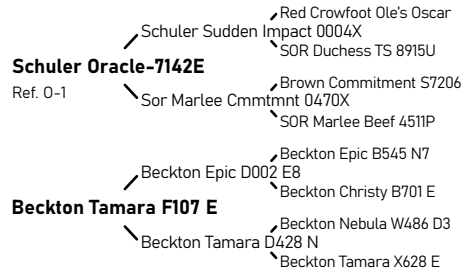 Red Crowfoot Ole's Oscar
Schuler Sudden Impact 0004X
SOR Duchess TS 8915U
Schuler Oracle-7142E
Ref. O-1
Brown Commitment S7206
Sor Marlee Cmmtmnt 0470X
SOR Marlee Beef 4511P
Beckton Epic B545 N7
Beckton Epic D002 E8
Beckton Christy B701 E
Beckton Tamara F107 E
Beckton Nebula W486 D3
Beckton Tamara D428 N
Beckton Tamara X628 E